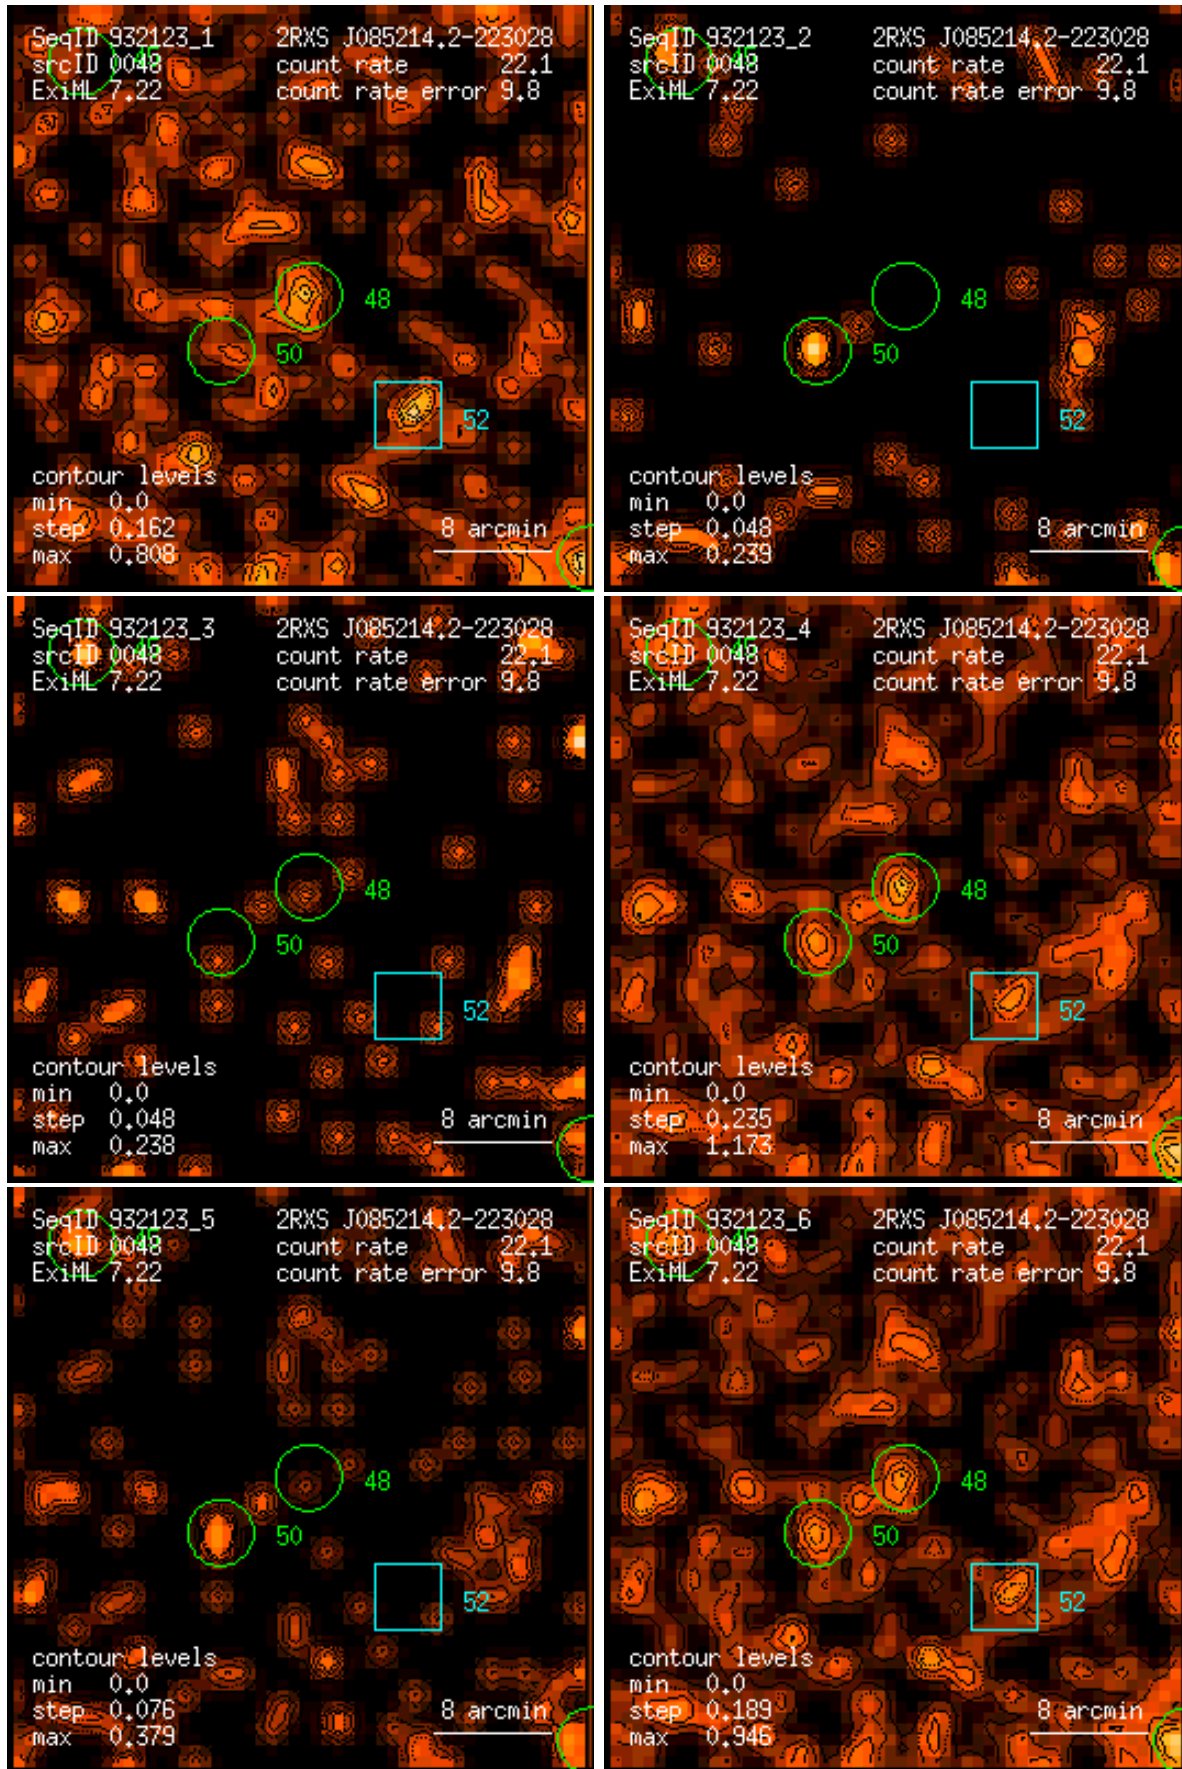 SeqID 932123_1 2RXS J085214.2-223028
srcID 0048 45 count rate 22.1
ExiML 7.22 count rate error 9.8
48
50
52
contour levels
min 0.0
step 0.162 8 arcmin
max 0.808
SeqID 932123_2 2RXS J085214.2-223028
srcID 0048 45 count rate 22.1
ExiML 7.22 count rate error 9.8
48
50
52
contour levels
min 0.0
step 0.048 8 arcmin
max 0.239
SeqID 932123_3 2RXS J085214.2-223028
srcID 0048 45 count rate 22.1
ExiML 7.22 count rate error 9.8
48
50
52
contour levels
min 0.0
step 0.048 8 arcmin
max 0.238
SeqID 932123_4 2RXS J085214.2-223028
srcID 0048 45 count rate 22.1
ExiML 7.22 count rate error 9.8
48
50
52
contour levels
min 0.0
step 0.235 8 arcmin
max 1.173
SeqID 932123_5 2RXS J085214.2-223028
srcID 0048 45 count rate 22.1
ExiML 7.22 count rate error 9.8
48
50
52
contour levels
min 0.0
step 0.076 8 arcmin
max 0.379
SeqID 932123_6 2RXS J085214.2-223028
srcID 0048 45 count rate 22.1
ExiML 7.22 count rate error 9.8
48
50
52
contour levels
min 0.0
step 0.189 8 arcmin
max 0.946